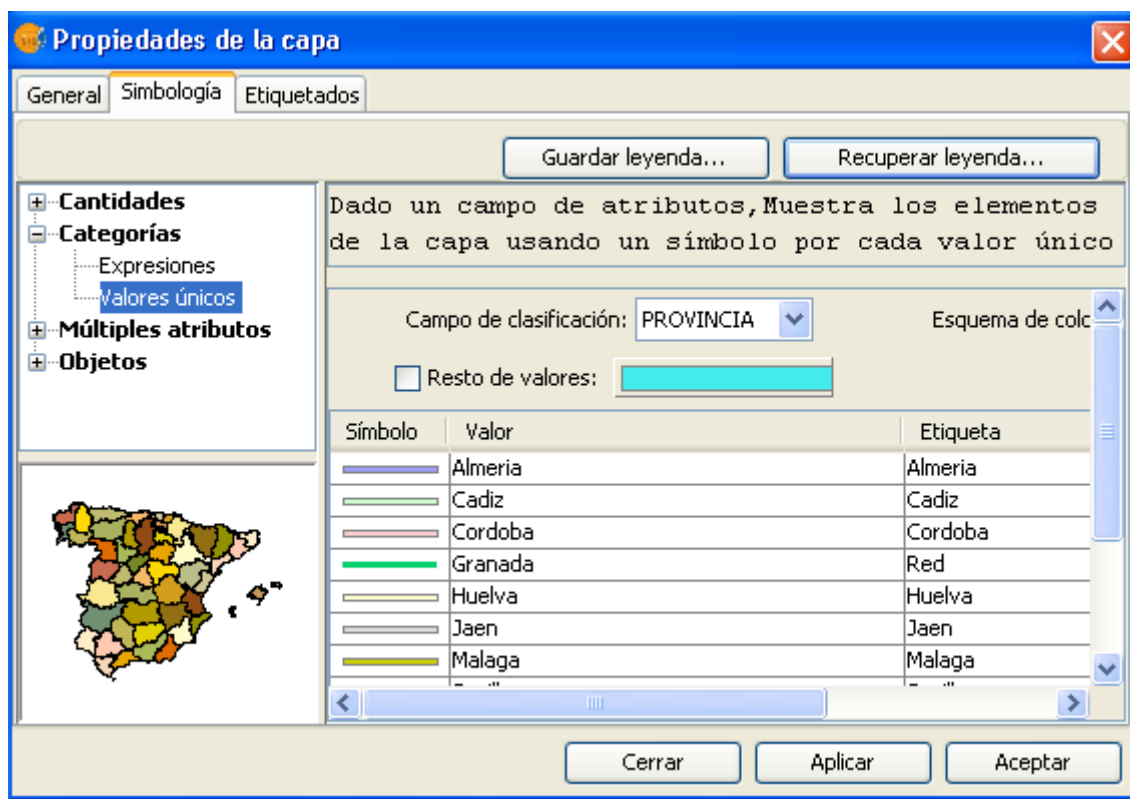 Propiedades de la capa
General Simbología Etiquetados
Guardar leyenda... Recuperar leyenda...
Cantidades
Categorías
Expresiones
Valores únicos
Múltiples atributos
Objetos
Dado un campo de atributos,Muestra los elementos
de la capa usando un símbolo por cada valor único
Campo de clasificación: PROVINCIA Esquema de colc
Resto de valores:
Símbolo Valor Etiqueta
Almeria Almeria
Cadiz Cadiz
Cordoba Cordoba
Granada Red
Huelva Huelva
Jaen Jaen
Malaga Malaga
Cerrar Aplicar Aceptar